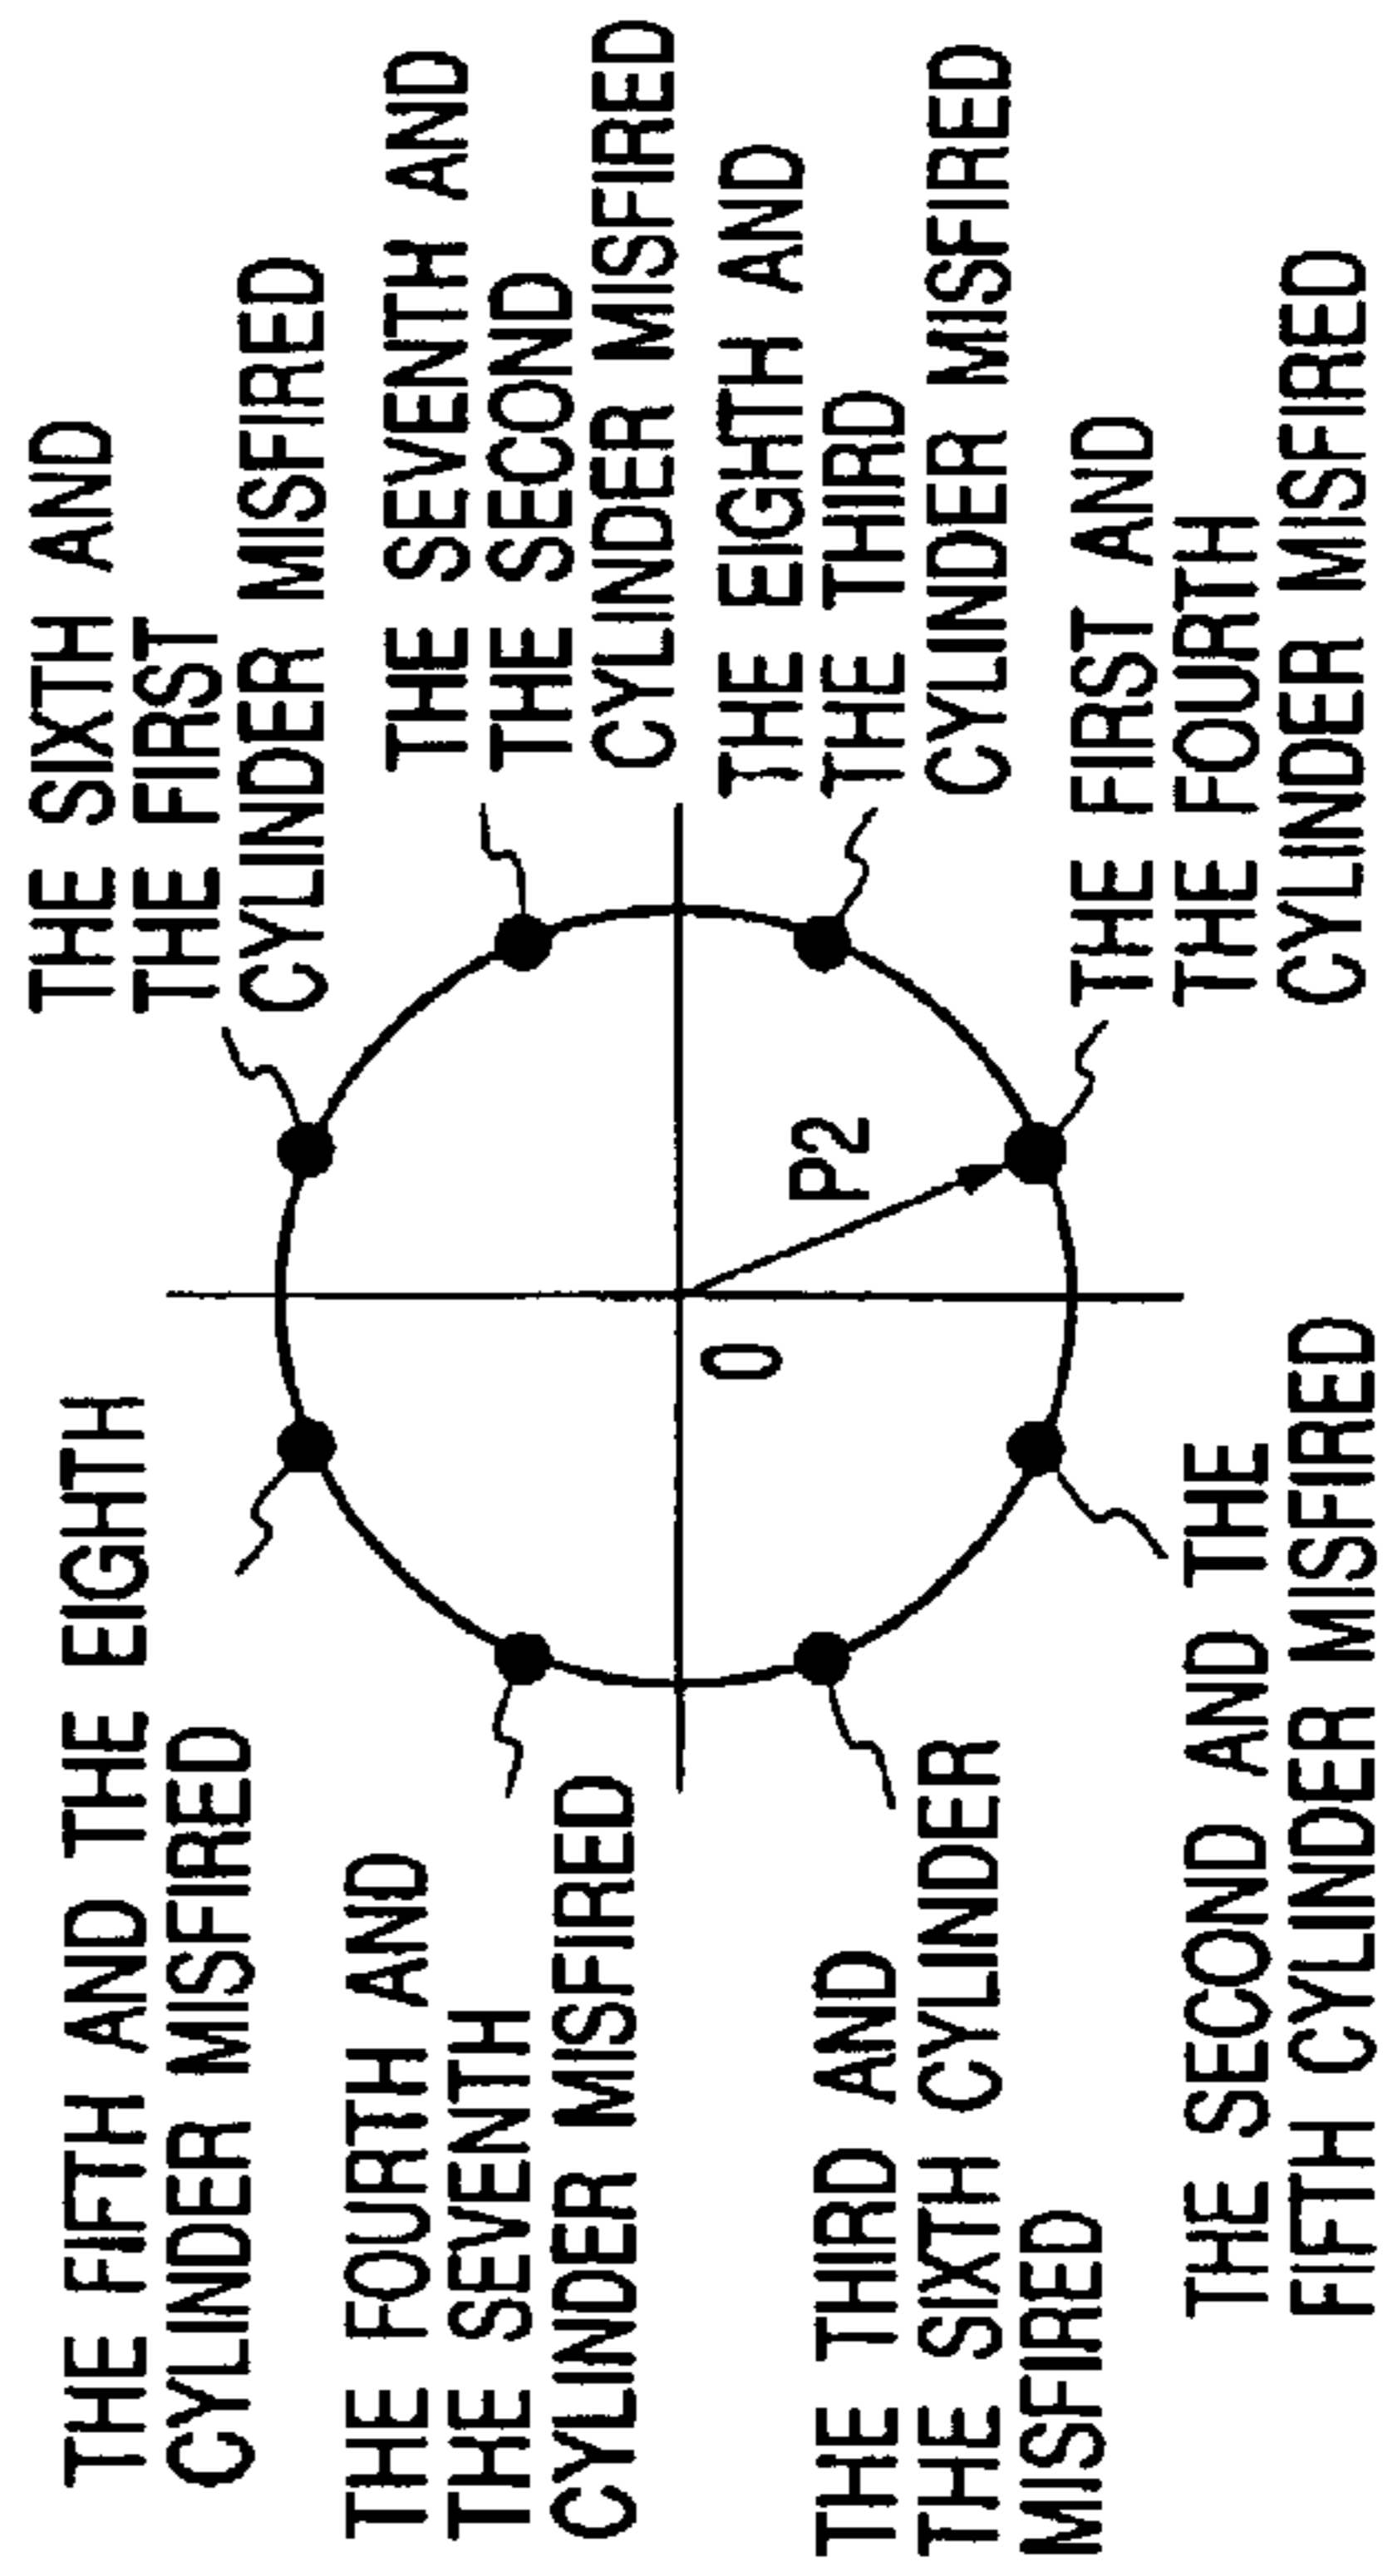 THE FIFTH AND THE EIGHTH
CYLINDER MISFIRED
THE SIXTH AND
THE FIRST
CYLINDER MISFIRED
THE FOURTH AND
THE SEVENTH
CYLINDER MISFIRED
THE SEVENTH AND
THE SECOND
CYLINDER MISFIRED
O
P2
THE EIGHTH AND
THE THIRD
CYLINDER MISFIRED
THE THIRD AND
THE SIXTH CYLINDER
MISFIRED
THE FIRST AND
THE FOURTH
CYLINDER MISFIRED
THE SECOND AND THE
FIFTH CYLINDER MISFIRED